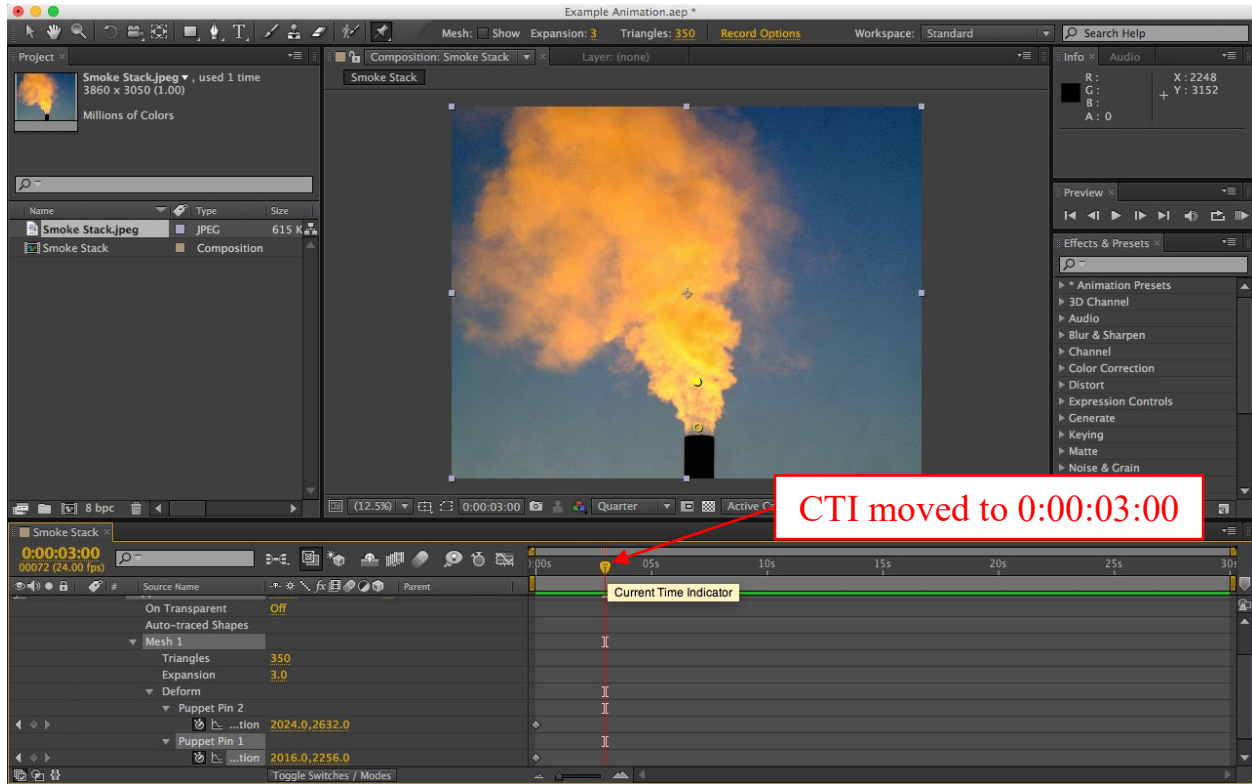 Example Animation.aep *
Mesh: Show Expansion: 3 Triangles: 350 Record Options Workspace: Standard Search Help
Project
Smoke Stack.jpeg , used 1 time
3860 x 3050 (1.00)
Millions of Colors
Name Type Size
Smoke Stack.jpeg JPEG 615 K
Smoke Stack Composition
8 bpc
Composition: Smoke Stack Layer: (none)
Smoke Stack
(12.5%) 0:00:03:00 Quarter Active C
Info Audio
R : X : 2248
G : Y : 3152
B :
A : 0
Preview
Effects & Presets
* Animation Presets
3D Channel
Audio
Blur & Sharpen
Channel
Color Correction
Distort
Expression Controls
Generate
Keying
Matte
Noise & Grain
CTI moved to 0:00:03:00
Smoke Stack
0:00:03:00
00072 (24.00 fps)
# Source Name Parent
):00s 05s 10s 15s 20s 25s 30s
Current Time Indicator
On Transparent Off
Auto-traced Shapes
Mesh 1
Triangles 350
Expansion 3.0
Deform
Puppet Pin 2
...tion 2024.0,2632.0
Puppet Pin 1
...tion 2016.0,2256.0
Toggle Switches / Modes